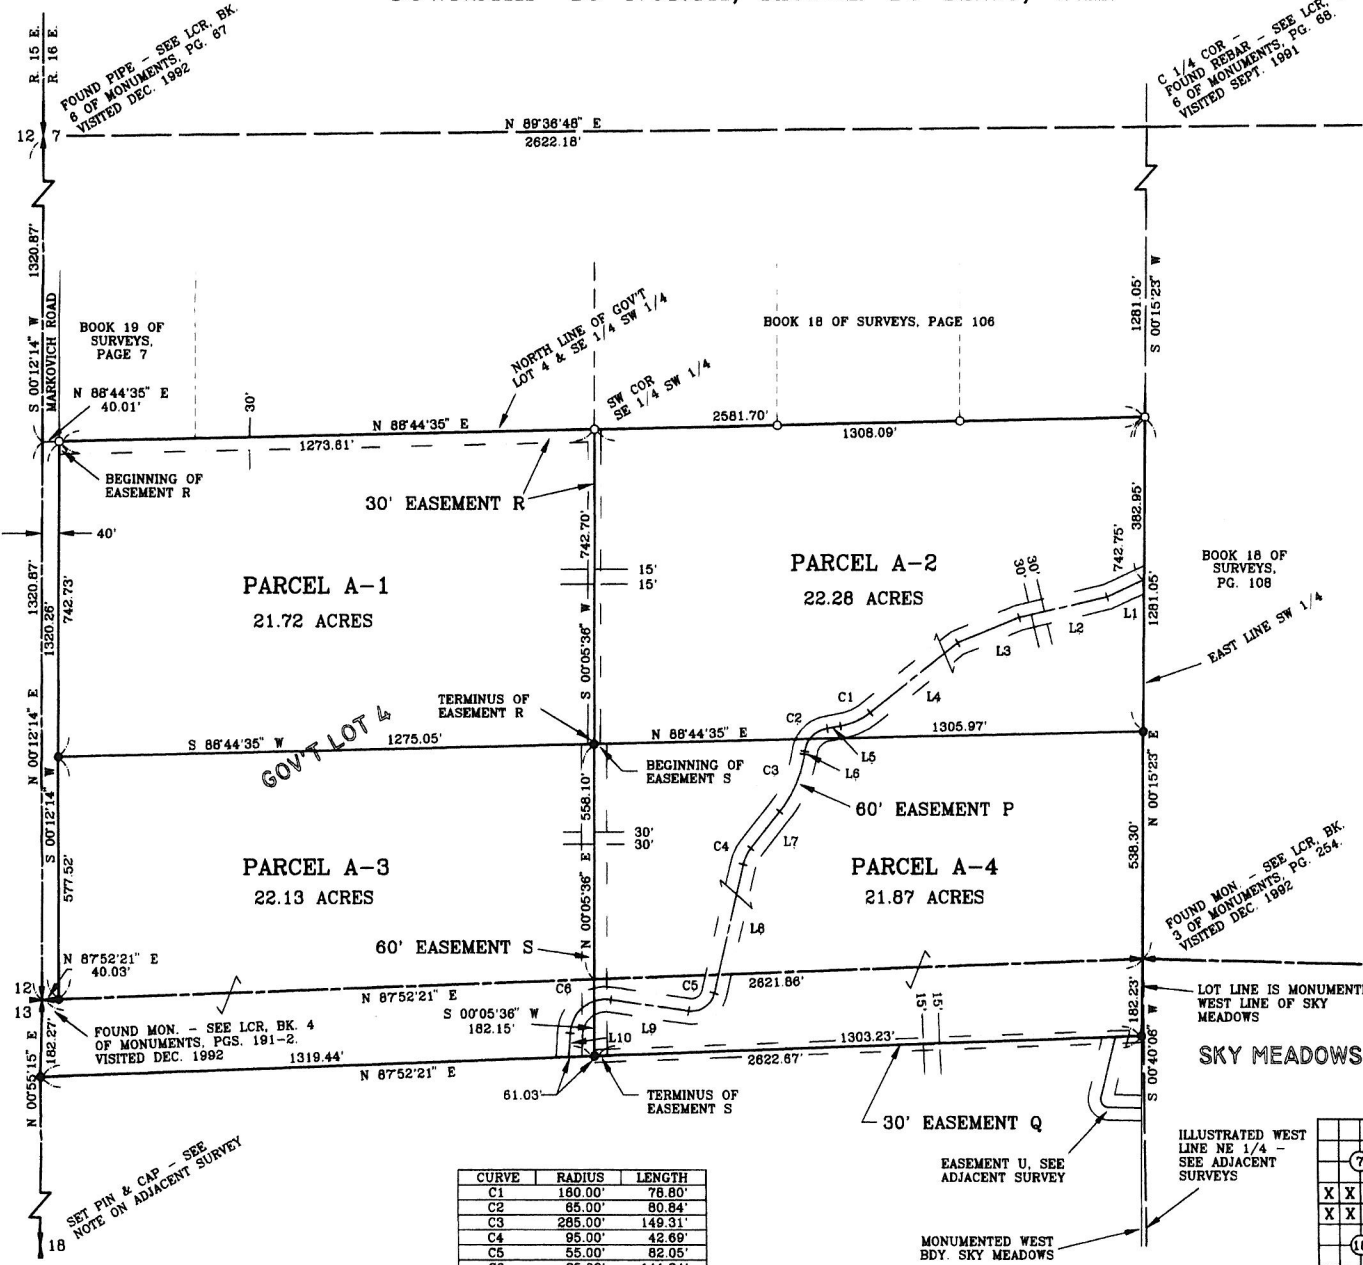 R. 15 E.
R. 16 E.
FOUND PIPE - SEE LCR, BK.
6 OF MONUMENTS, PG. 67
VISITED DEC. 1992
C 1/4 COR -
FOUND REBAR - SEE LCR,
6 OF MONUMENTS, PG. 68.
VISITED SEPT. 1991
12 7
N 89°36'48" E
2622.18'
1320.87'
S 00°12'14" W
MARKOVICH ROAD
BOOK 19 OF
SURVEYS,
PAGE 7
N 88°44'35" E
40.01'
30'
NORTH LINE OF GOV'T
LOT 4 & SE 1/4 SW 1/4
SW COR
SE 1/4 SW 1/4
BOOK 18 OF SURVEYS, PAGE 106
1281.05'
S 00°15'23" W
N 88°44'35" E
1273.61'
2581.70'
1308.09'
BEGINNING OF
EASEMENT R
30' EASEMENT R
40'
742.70'
382.95'
742.75'
PARCEL A-1
21.72 ACRES
15'
15'
PARCEL A-2
22.28 ACRES
30'
30'
BOOK 18 OF
SURVEYS,
PG. 108
1320.87'
1320.26'
742.73'
S 00°05'36" W
L1
L2
L3
1281.05'
EAST LINE SW 1/4
N 00°12'14" E
S 00°12'14" W
TERMINUS OF
EASEMENT R
C1
C2
L4
S 88°44'35" W
1275.05'
GOV'T LOT 4
N 88°44'35" E
1305.97'
L5
L6
C3
BEGINNING OF
EASEMENT S
558.10'
60' EASEMENT P
N 00°15'23" E
538.30'
30'
30'
C4
L7
PARCEL A-3
22.13 ACRES
577.52'
PARCEL A-4
21.87 ACRES
FOUND MON. - SEE LCR, BK.
3 OF MONUMENTS, PG. 254.
VISITED DEC. 1992
N 00°05'36" E
60' EASEMENT S
L8
N 87°52'21" E
40.03'
12
13
N 87°52'21" E
C6
C5
2621.86'
FOUND MON. - SEE LCR, BK. 4
OF MONUMENTS, PGS. 191-2.
VISITED DEC. 1992
S 00°05'36" W
182.15'
L9
L10
15'
15'
182.23'
LOT LINE IS MONUMENT
WEST LINE OF SKY
MEADOWS
SKY MEADOWS
182.27'
N 00°55'15" E
1319.44'
N 87°52'21" E
1303.23'
2622.67'
S 00°40'08" W
61.03'
TERMINUS OF
EASEMENT S
30' EASEMENT Q
EASEMENT U, SEE
ADJACENT SURVEY
ILLUSTRATED WEST
LINE NE 1/4 -
SEE ADJACENT
SURVEYS
SET PIN & CAP - SEE
NOTE ON ADJACENT SURVEY
18
MONUMENTED WEST
BDY. SKY MEADOWS
CURVE RADIUS LENGTH
C1 160.00' 78.80'
C2 65.00' 80.84'
C3 285.00' 149.31'
C4 95.00' 42.69'
C5 55.00' 82.05'
7
X X
X X